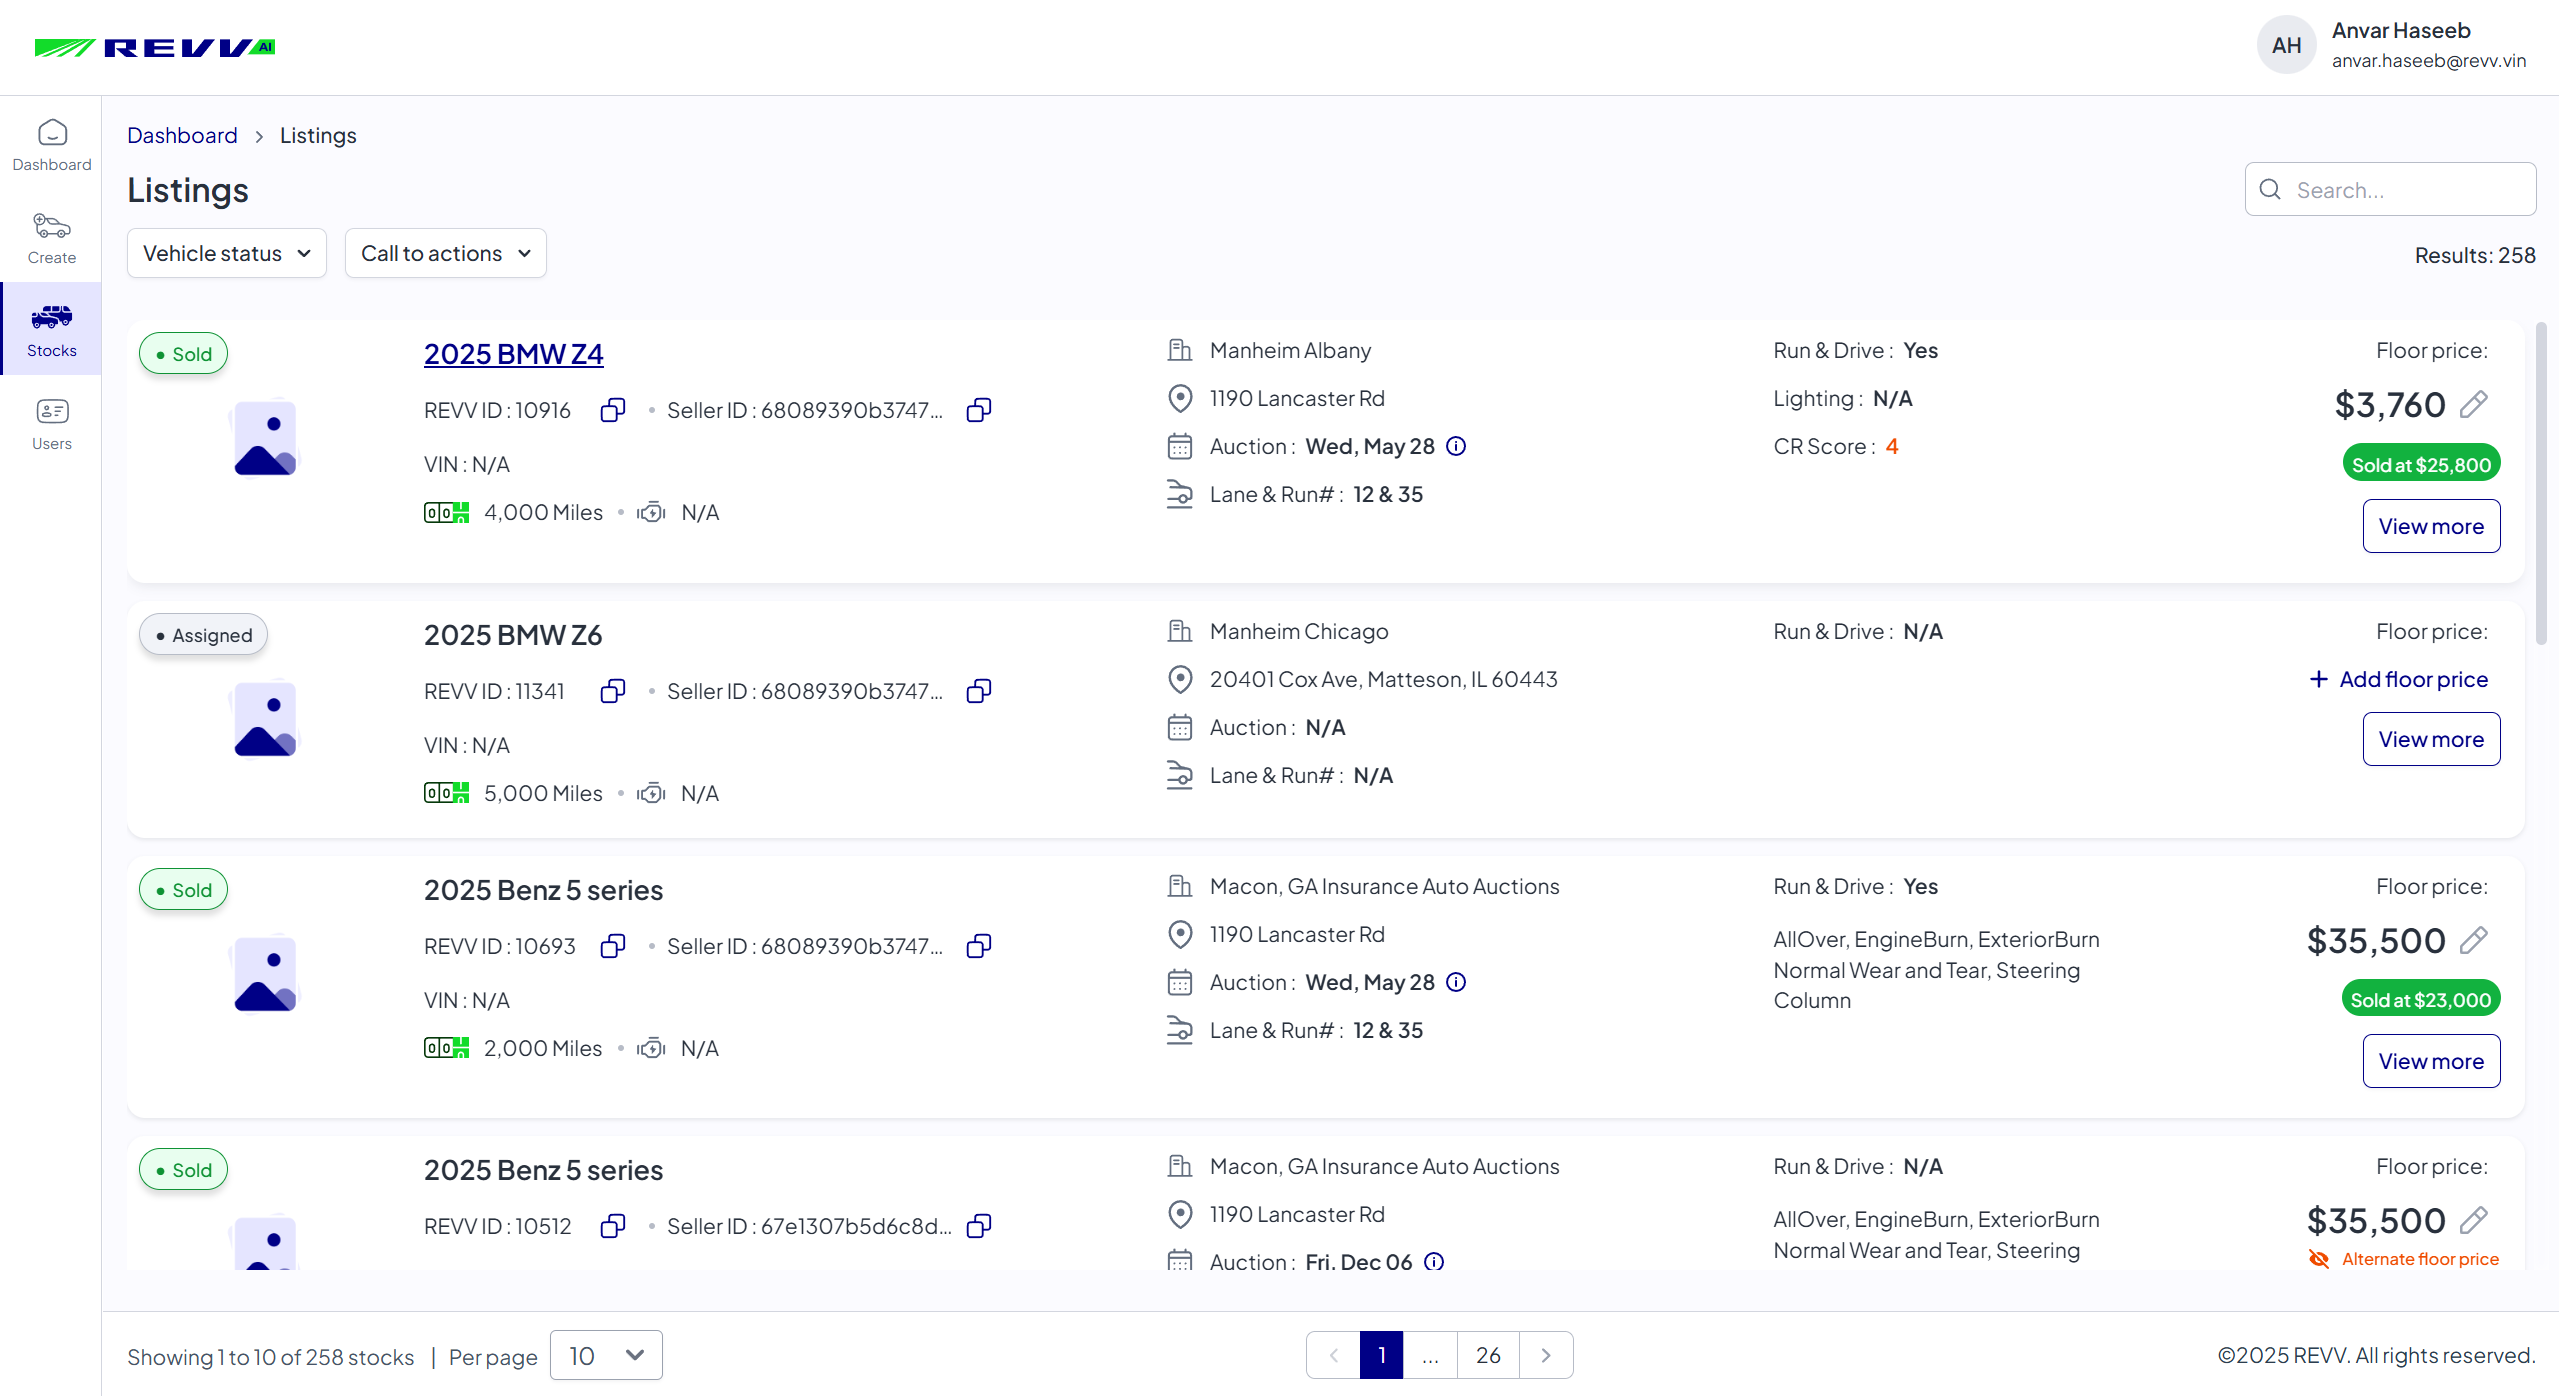 REVV AI
AH
Anvar Haseeb
anvar.haseeb@revv.vin
Dashboard
Create
Stocks
Users
Dashboard > Listings
Listings
Search...
Vehicle status
Call to actions
Results: 258
• Sold
2025 BMW Z4
REVV ID : 10916 • Seller ID : 68089390b3747...
VIN : N/A
4,000 Miles • N/A
Manheim Albany
1190 Lancaster Rd
Auction : Wed, May 28
Lane & Run# : 12 & 35
Run & Drive : Yes
Lighting : N/A
CR Score : 4
Floor price:
$3,760
Sold at $25,800
View more
• Assigned
2025 BMW Z6
REVV ID : 11341 • Seller ID : 68089390b3747...
VIN : N/A
5,000 Miles • N/A
Manheim Chicago
20401 Cox Ave, Matteson, IL 60443
Auction : N/A
Lane & Run# : N/A
Run & Drive : N/A
Floor price:
+ Add floor price
View more
• Sold
2025 Benz 5 series
REVV ID : 10693 • Seller ID : 68089390b3747...
VIN : N/A
2,000 Miles • N/A
Macon, GA Insurance Auto Auctions
1190 Lancaster Rd
Auction : Wed, May 28
Lane & Run# : 12 & 35
Run & Drive : Yes
AllOver, EngineBurn, ExteriorBurn
Normal Wear and Tear, Steering
Column
Floor price:
$35,500
Sold at $23,000
View more
• Sold
2025 Benz 5 series
REVV ID : 10512 • Seller ID : 67e1307b5d6c8d...
Macon, GA Insurance Auto Auctions
1190 Lancaster Rd
Auction : Fri, Dec 06
Run & Drive : N/A
AllOver, EngineBurn, ExteriorBurn
Normal Wear and Tear, Steering
Floor price:
$35,500
Alternate floor price
Showing 1 to 10 of 258 stocks | Per page 10
< 1 ... 26 >
©2025 REVV. All rights reserved.